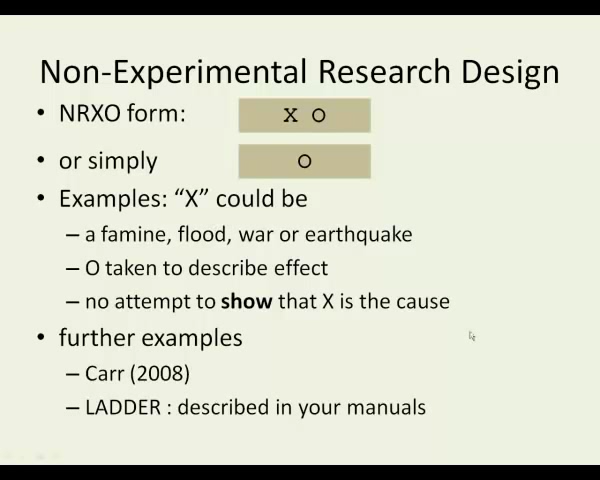 Non-Experimental Research Design
• NRXO form: X O
• or simply O
• Examples: “X” could be
– a famine, flood, war or earthquake
– O taken to describe effect
– no attempt to show that X is the cause
• further examples
– Carr (2008)
– LADDER : described in your manuals